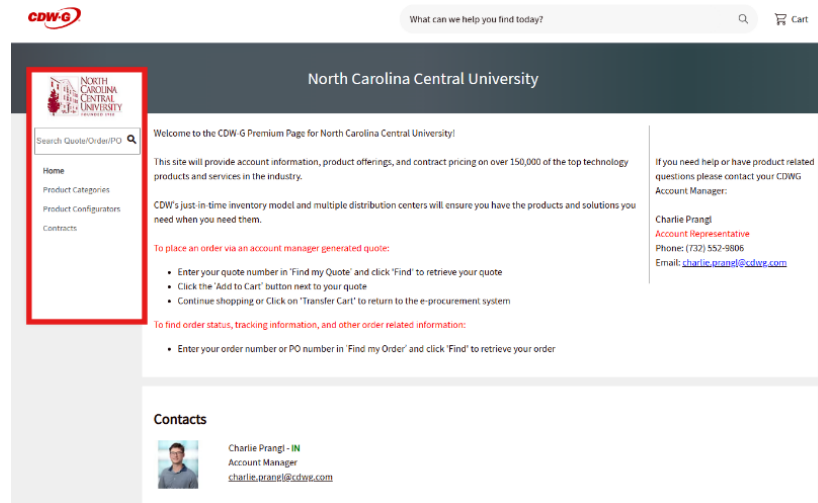 CDW·G
What can we help you find today?
Cart
North Carolina Central University
NORTH
CAROLINA
CENTRAL
UNIVERSITY
FOUNDED 1910
Search Quote/Order/PO
Home
Product Categories
Product Configurators
Contracts
Welcome to the CDW-G Premium Page for North Carolina Central University!
This site will provide account information, product offerings, and contract pricing on over 150,000 of the top technology
products and services in the industry.
CDW's just-in-time inventory model and multiple distribution centers will ensure you have the products and solutions you
need when you need them.
To place an order via an account manager generated quote:
• Enter your quote number in 'Find my Quote' and click 'Find' to retrieve your quote
• Click the 'Add to Cart' button next to your quote
• Continue shopping or Click on 'Transfer Cart' to return to the e-procurement system
To find order status, tracking information, and other order related information:
• Enter your order number or PO number in 'Find my Order' and click 'Find' to retrieve your order
If you need help or have product related
questions please contact your CDWG
Account Manager:
Charlie Prangl
Account Representative
Phone: (732) 552-9806
Email: charlie.prangl@cdwg.com
Contacts
Charlie Prangl - IN
Account Manager
charlie.prangl@cdwg.com